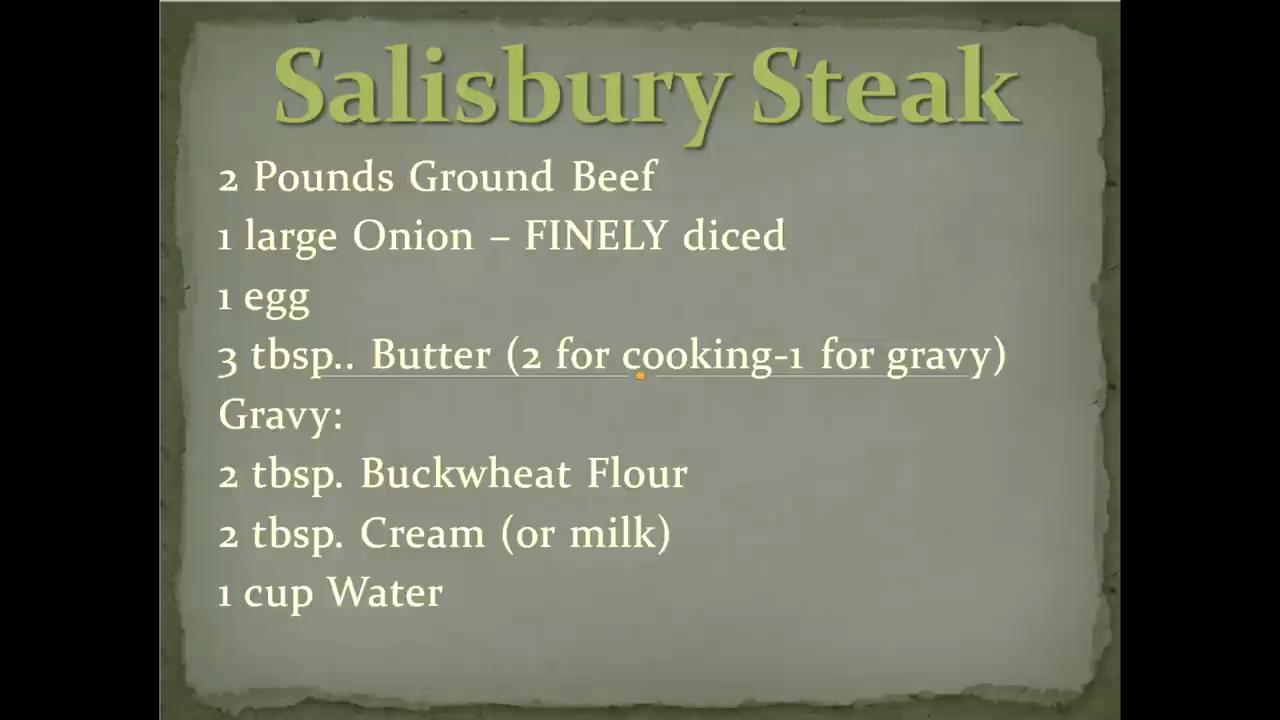 Salisbury Steak
2 Pounds Ground Beef
1 large Onion – FINELY diced
1 egg
3 tbsp.. Butter (2 for cooking-1 for gravy)
Gravy:
2 tbsp. Buckwheat Flour
2 tbsp. Cream (or milk)
1 cup Water